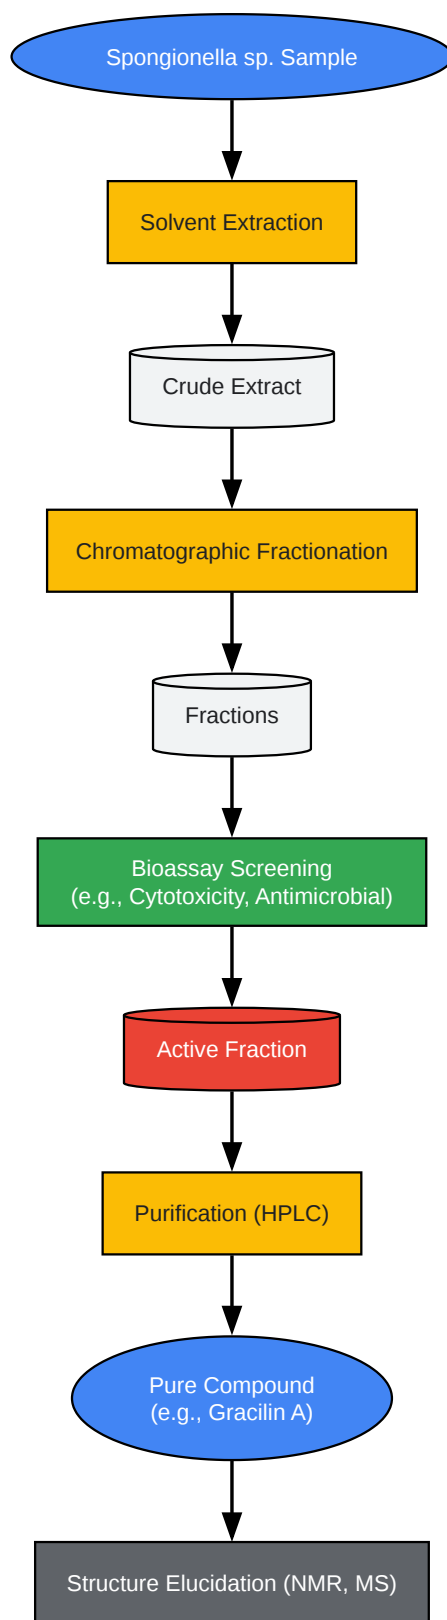 Spongionella sp. Sample
Solvent Extraction
Crude Extract
Chromatographic Fractionation
Fractions
Bioassay Screening
(e.g., Cytotoxicity, Antimicrobial)
Active Fraction
Purification (HPLC)
Pure Compound
(e.g., Gracilin A)
Structure Elucidation (NMR, MS)